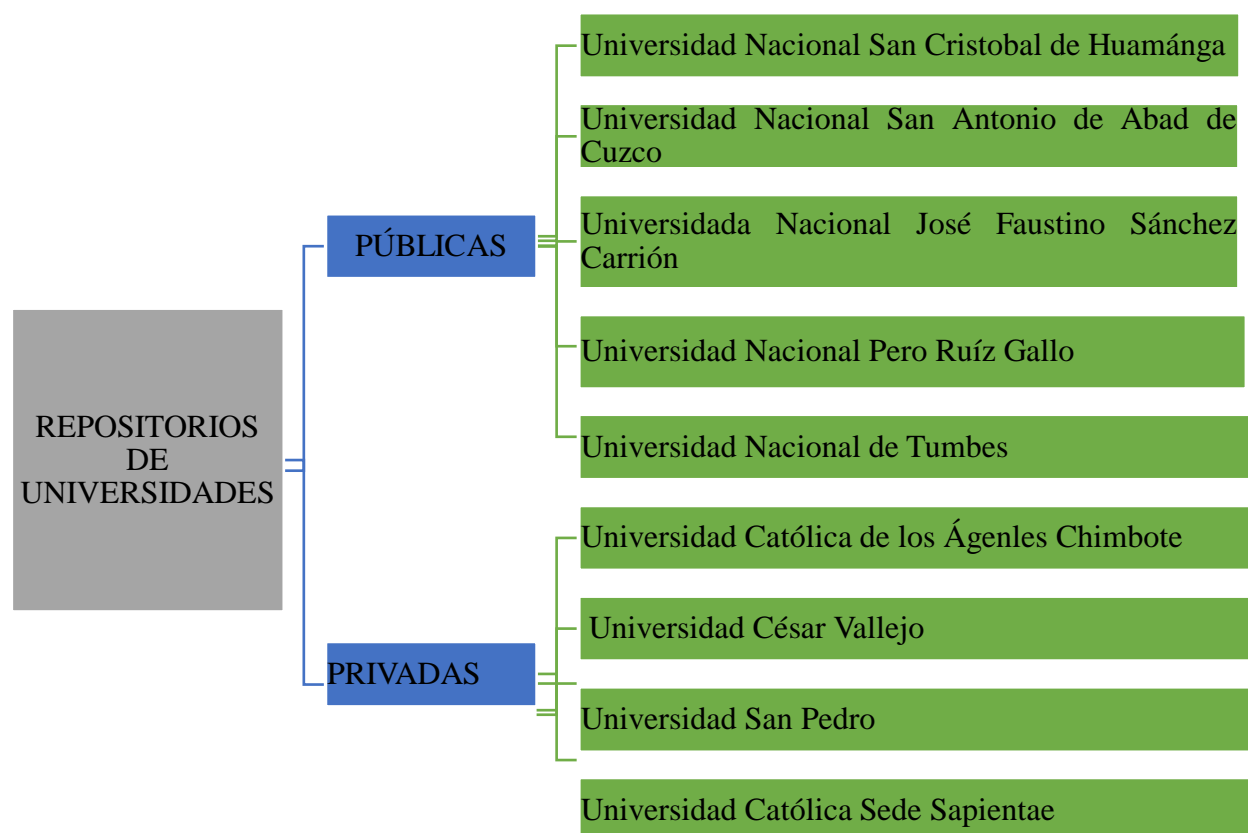 REPOSITORIOS
DE
UNIVERSIDADES
PÚBLICAS
Universidad Nacional San Cristobal de Huamánga
Universidad Nacional San Antonio de Abad de
Cuzco
Universidada Nacional José Faustino Sánchez
Carrión
Universidad Nacional Pero Ruíz Gallo
Universidad Nacional de Tumbes
PRIVADAS
Universidad Católica de los Ágenles Chimbote
Universidad César Vallejo
Universidad San Pedro
Universidad Católica Sede Sapientae